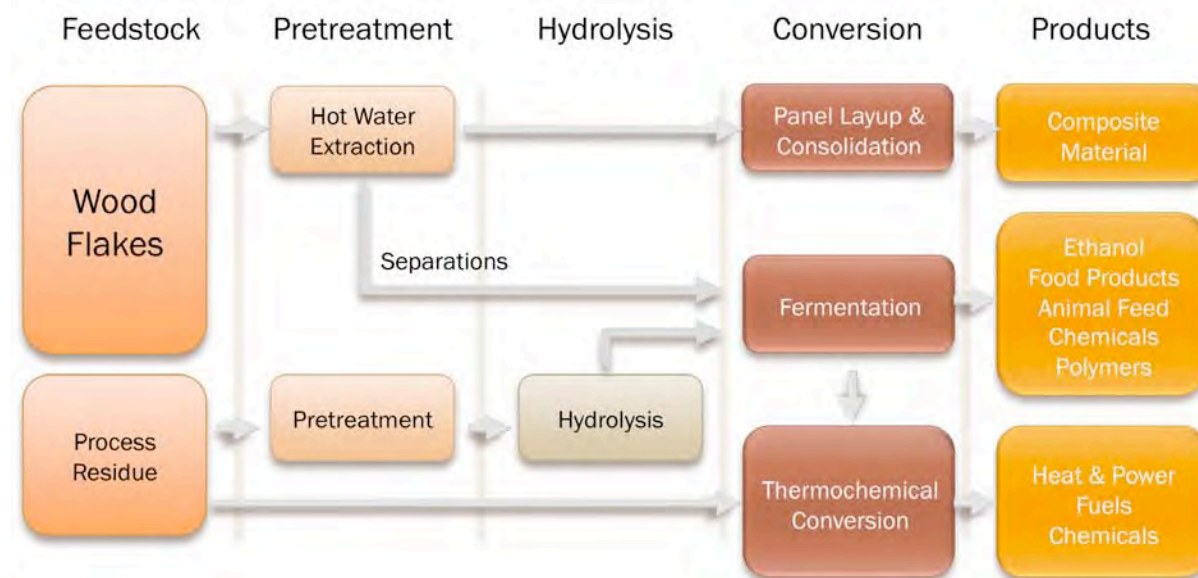 Feedstock
Pretreatment
Hydrolysis
Conversion
Products
Wood
Flakes
Hot Water
Extraction
Panel Layup &
Consolidation
Composite
Material
Separations
Fermentation
Ethanol
Food Products
Animal Feed
Chemicals
Polymers
Process
Residue
Pretreatment
Hydrolysis
Thermochemical
Conversion
Heat & Power
Fuels
Chemicals